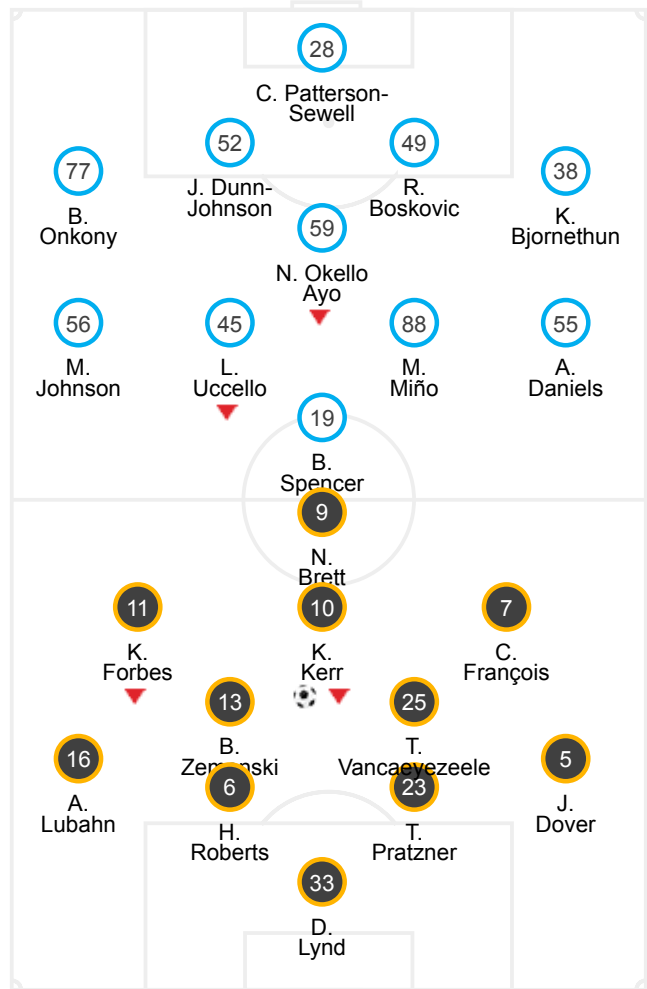 28
C. Patterson-
Sewell
52
J. Dunn-
Johnson
49
R.
Boskovic
77
B.
Onkony
38
K.
Bjornethun
59
N. Okello
Ayo
56
M.
Johnson
45
L.
Uccello
88
M.
Miño
55
A.
Daniels
19
B.
Spencer
9
N.
Brett
11
K.
Forbes
10
K.
Kerr
7
C.
François
13
B.
Zemanski
25
T.
Vancaeyezeele
16
A.
Lubahn
6
H.
Roberts
23
T.
Pratzner
5
J.
Dover
33
D.
Lynd